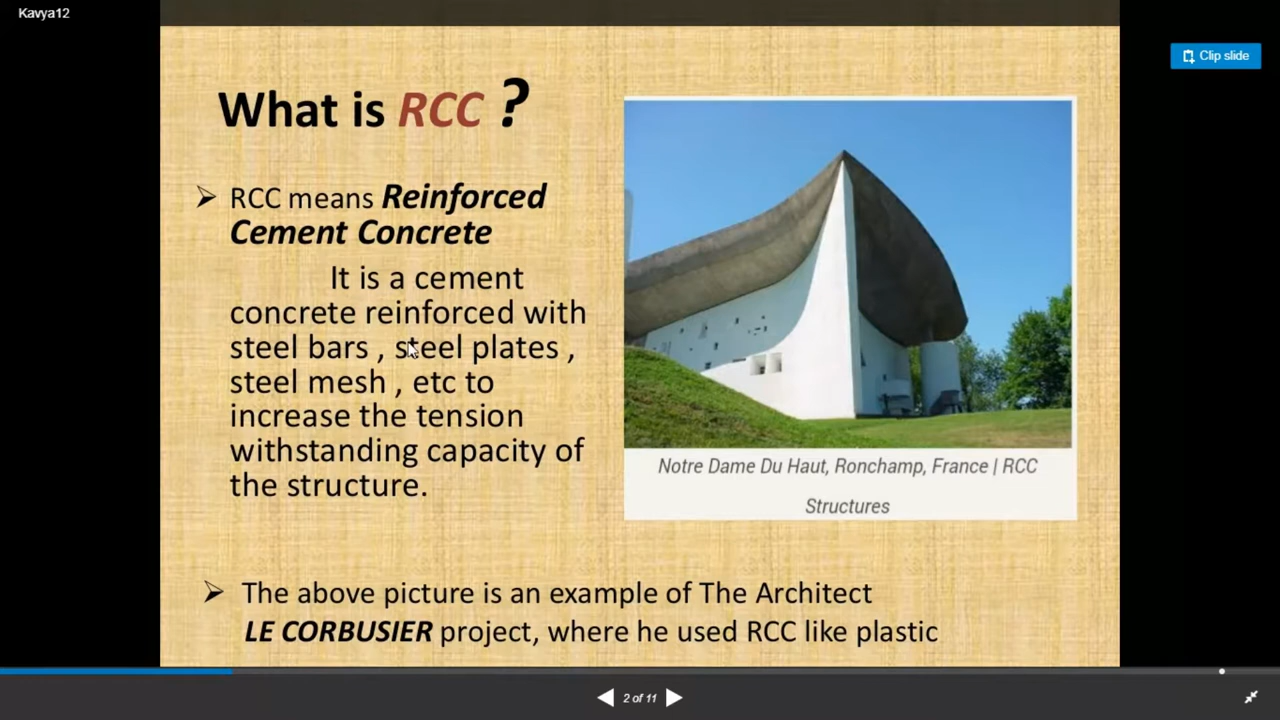 Kavya12
Clip slide
What is RCC ?
RCC means Reinforced
Cement Concrete
It is a cement
concrete reinforced with
steel bars , steel plates ,
steel mesh , etc to
increase the tension
withstanding capacity of
the structure.
Notre Dame Du Haut, Ronchamp, France | RCC
Structures
The above picture is an example of The Architect
LE CORBUSIER project, where he used RCC like plastic
2 of 11